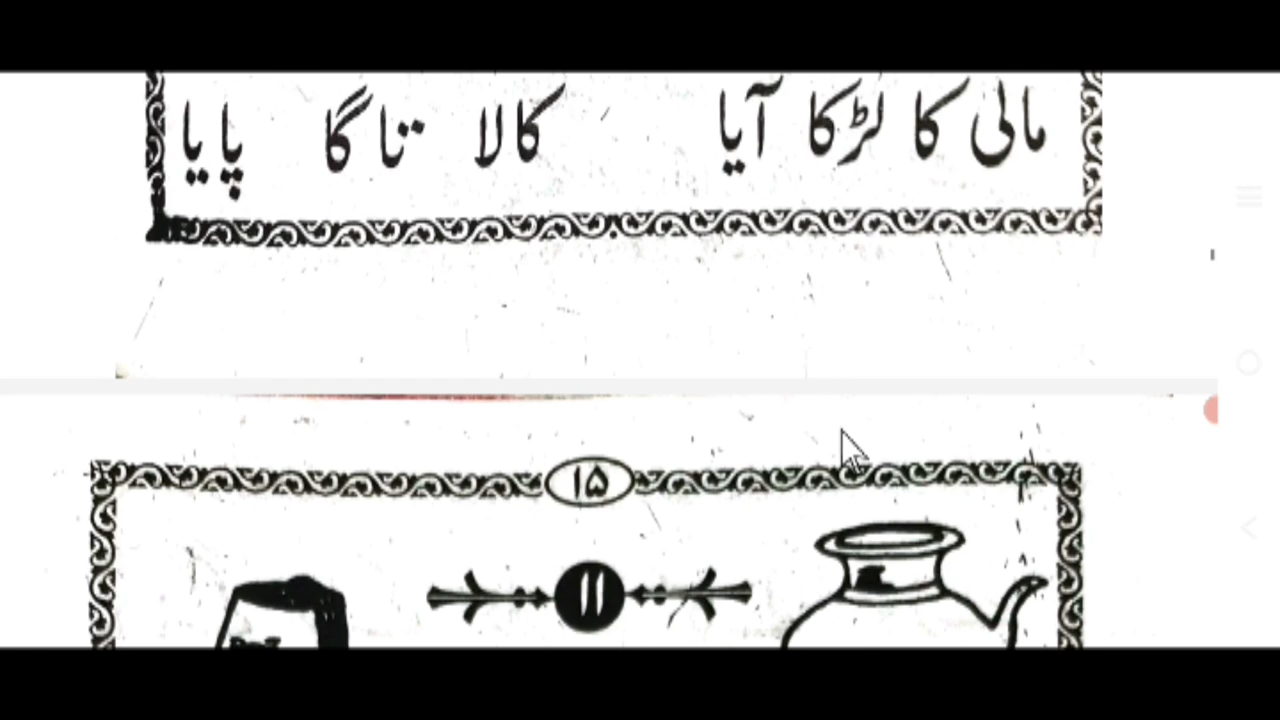 مالی کا لڑکا آیا کالا تاگا پایا
۱۵
۱۱